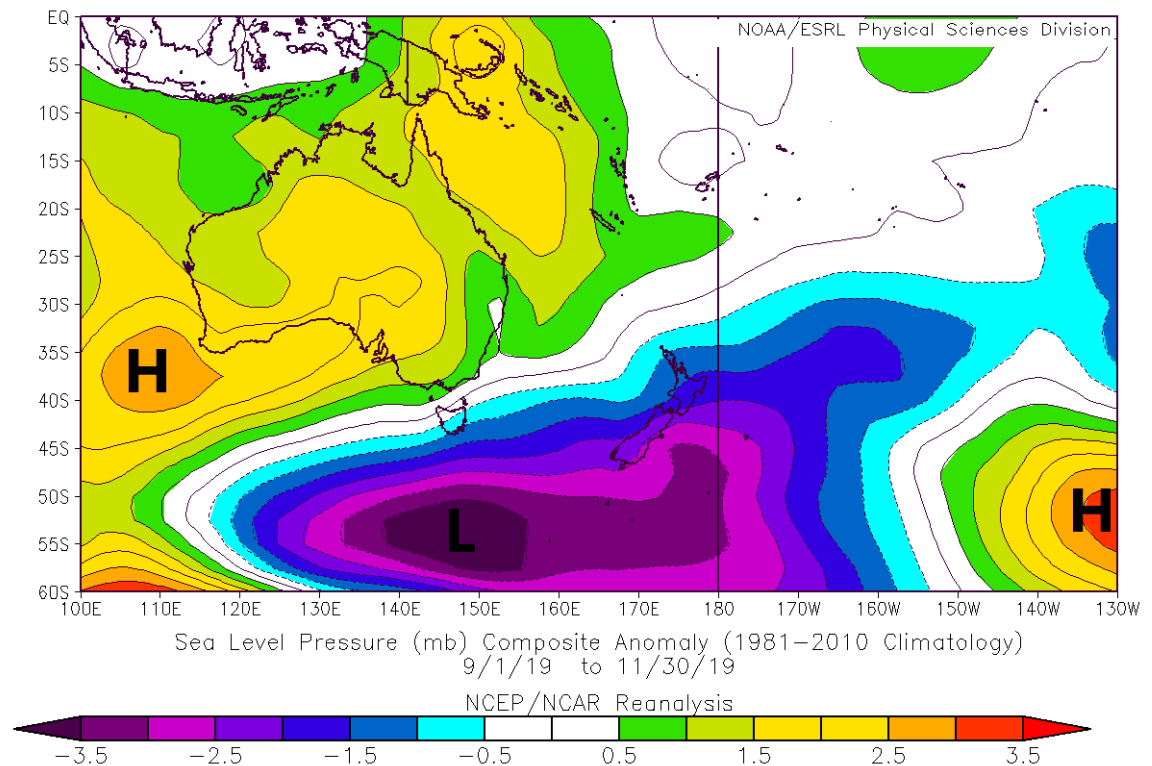 NOAA/ESRL Physical Sciences Division
EQ
5S
10S
15S
20S
25S
30S
35S
40S
45S
50S
55S
60S
H
L
H
100E 110E 120E 130E 140E 150E 160E 170E 180 170W 160W 150W 140W 130W
Sea Level Pressure (mb) Composite Anomaly (1981-2010 Climatology)
9/1/19 to 11/30/19
NCEP/NCAR Reanalysis
-3.5 -2.5 -1.5 -0.5 0.5 1.5 2.5 3.5